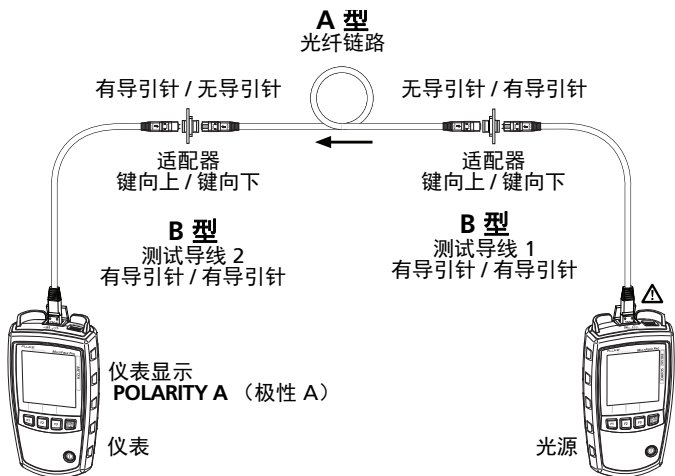 A 型
光纤链路
有导引针 / 无导引针
无导引针 / 有导引针
适配器
键向上 / 键向下
适配器
键向上 / 键向下
B 型
测试导线 2
有导引针 / 有导引针
B 型
测试导线 1
有导引针 / 有导引针
仪表显示
POLARITY A （极性 A）
仪表
光源